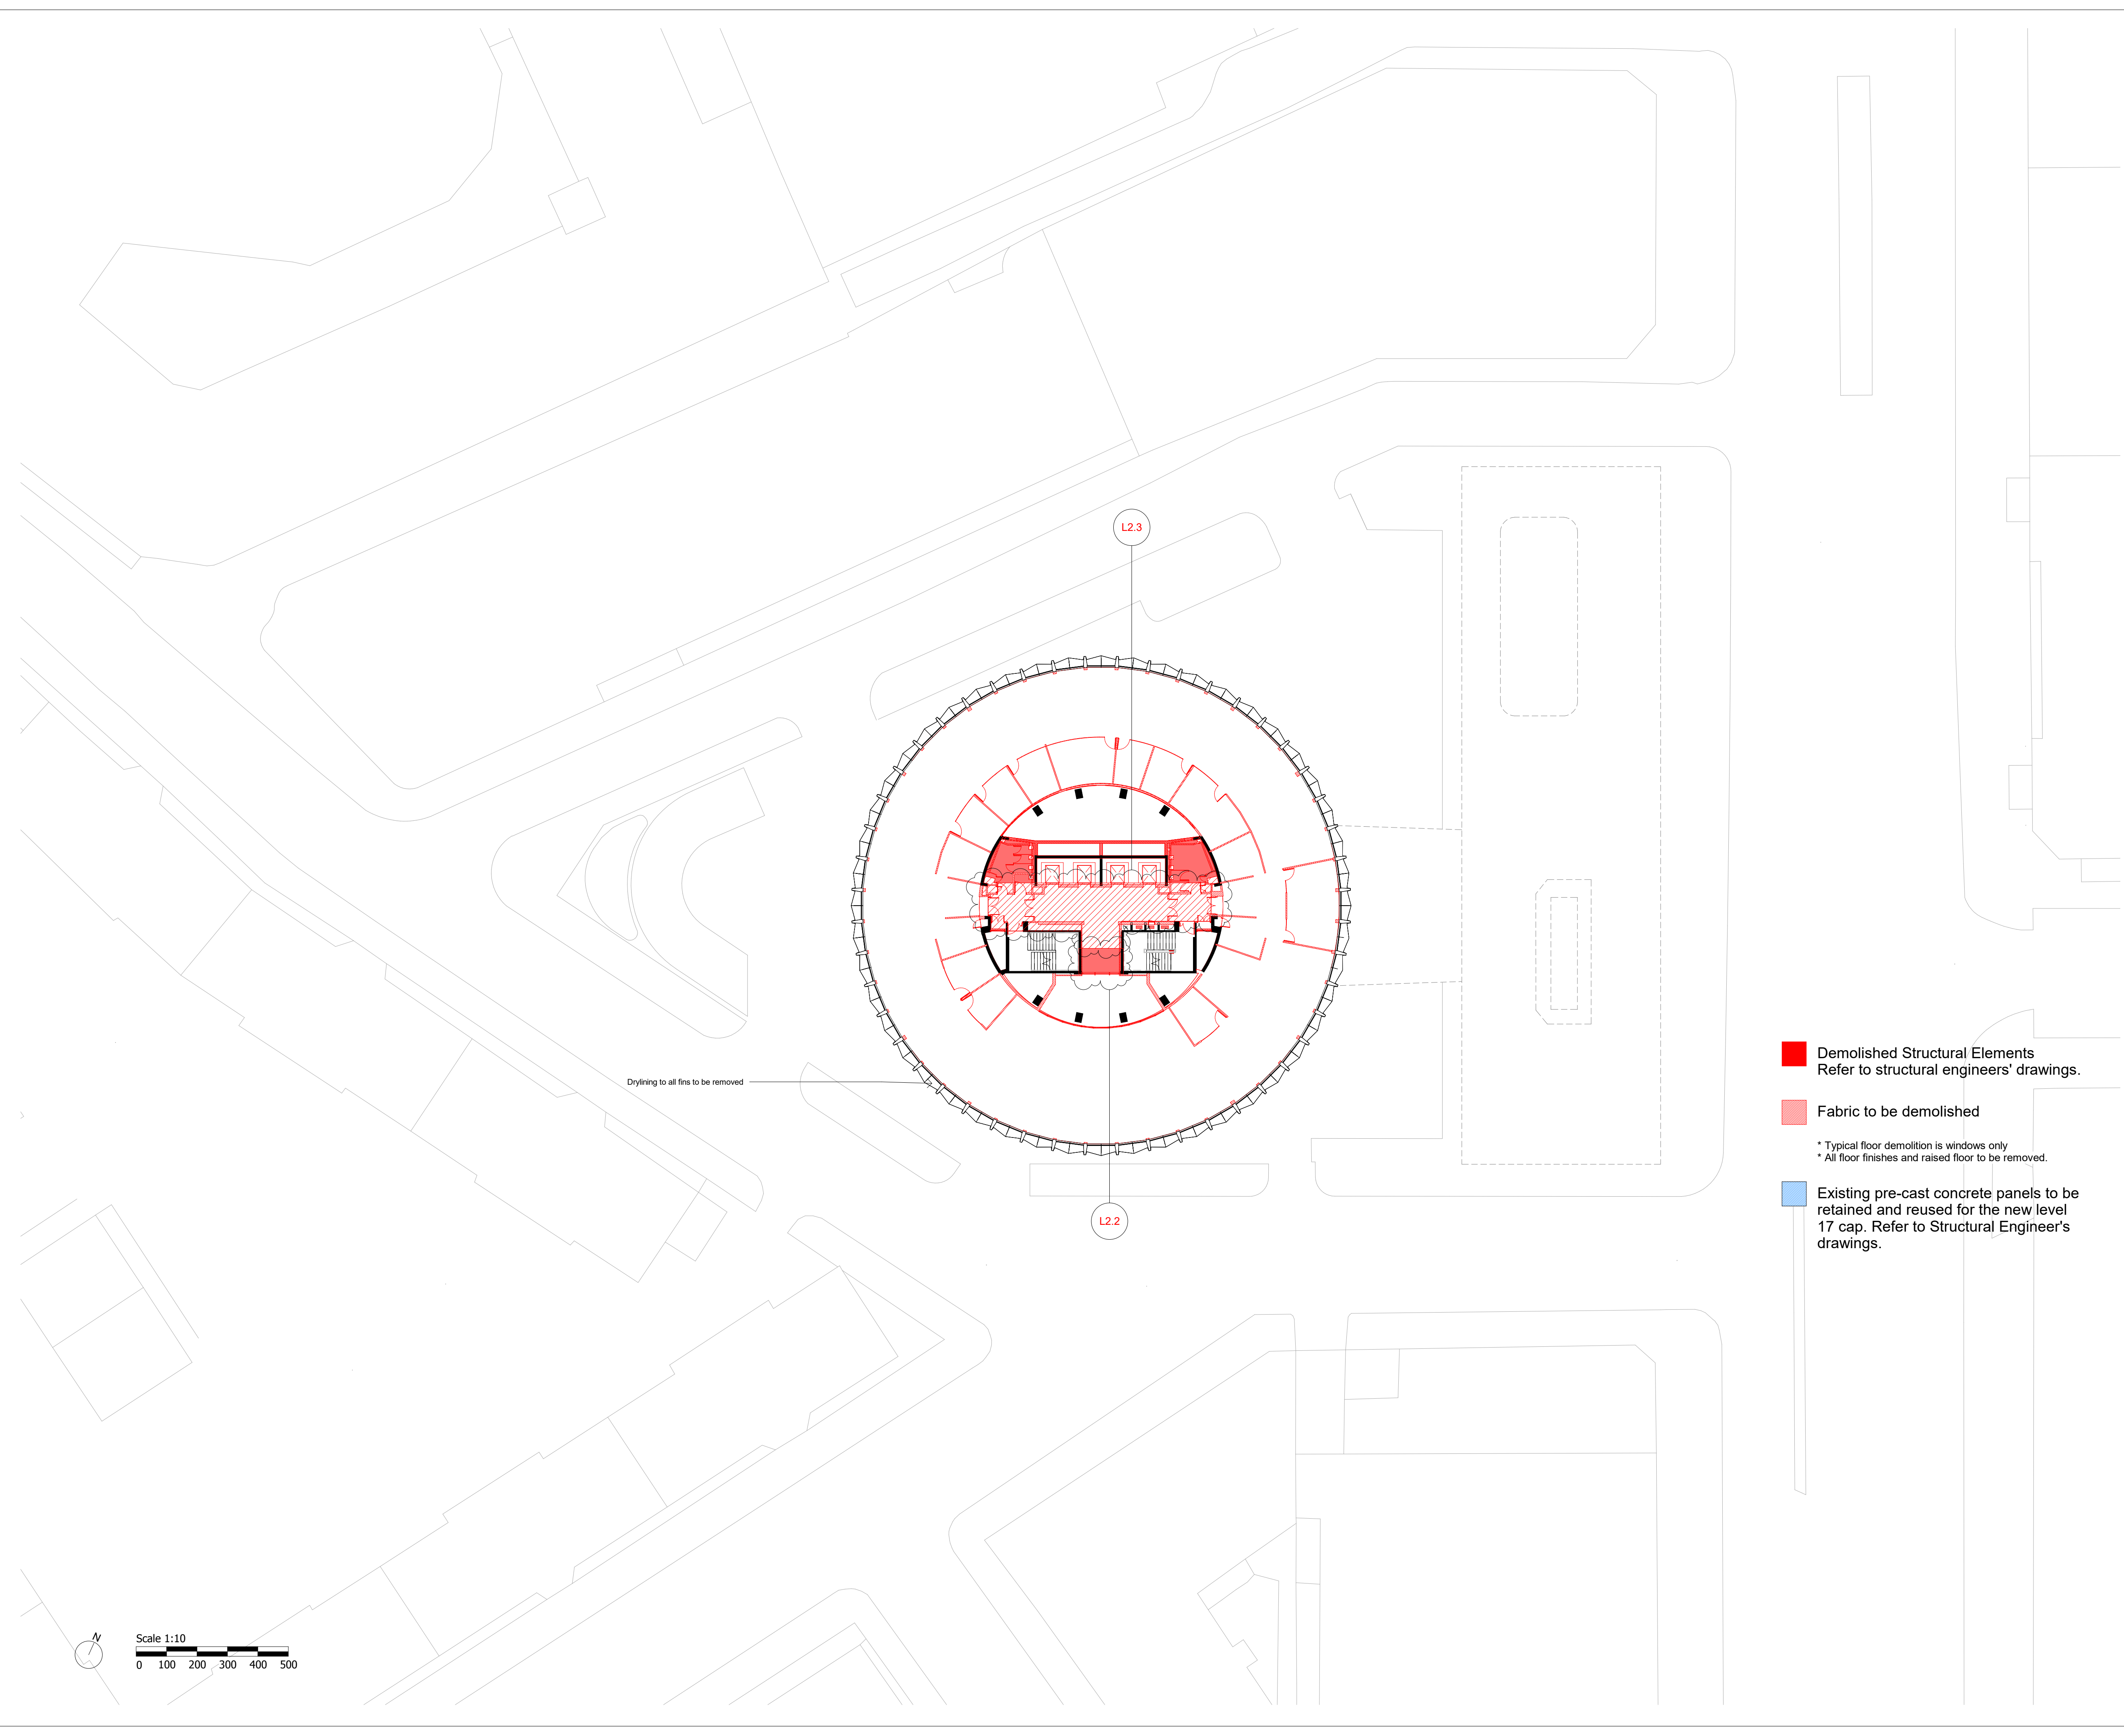 L2.3
Demolished Structural Elements
Refer to structural engineers' drawings.
Drylining to all fins to be removed
Fabric to be demolished
* Typical floor demolition is windows only
* All floor finishes and raised floor to be removed.
Existing pre-cast concrete panels to be
retained and reused for the new level
17 cap. Refer to Structural Engineer's
drawings.
L2.2
N
Scale 1:10
0 100 200 300 400 500